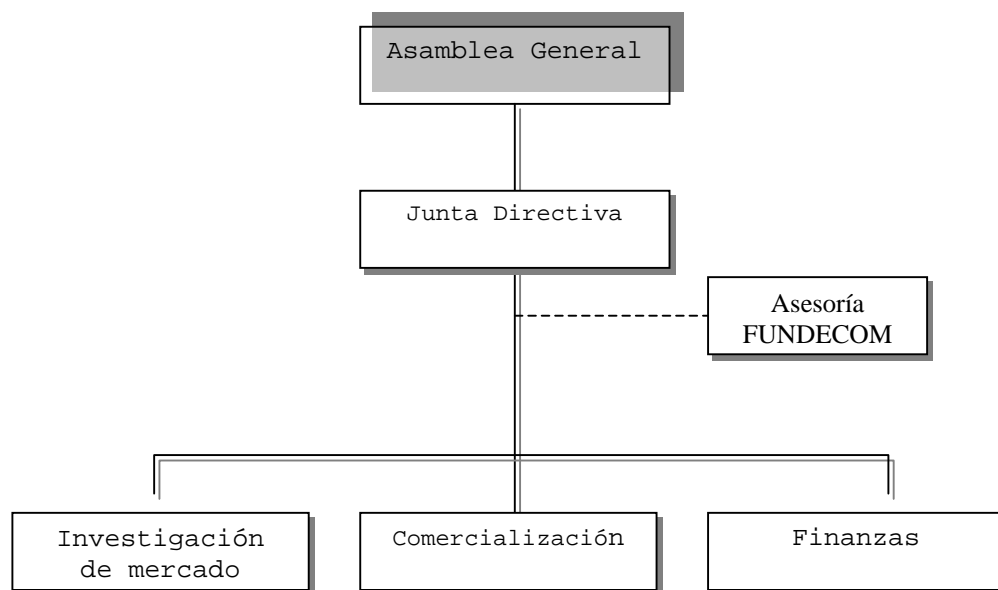 Asamblea General
Junta Directiva
Asesoría
FUNDECOM
Investigación
de mercado
Comercialización
Finanzas